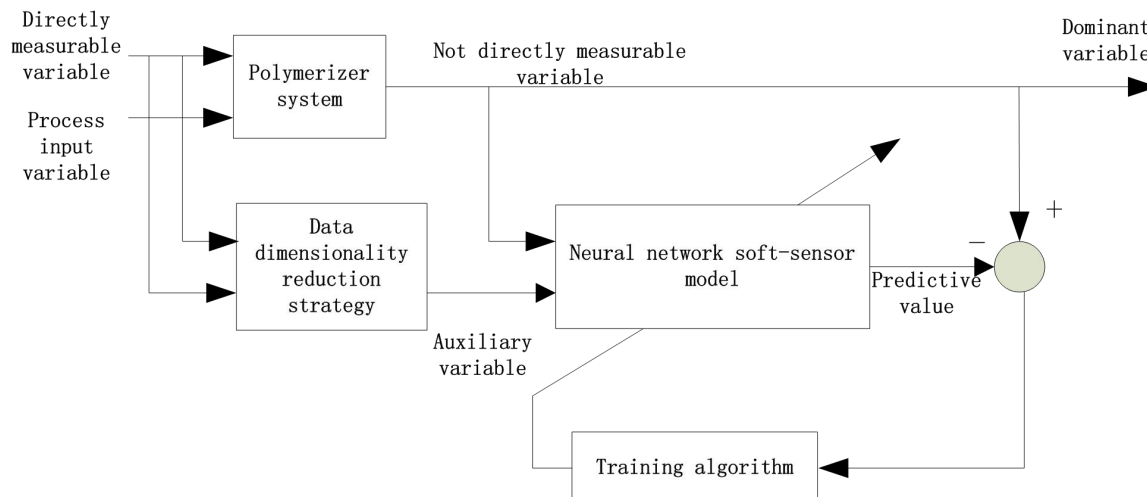 Directly
measurable
variable
Process
input
variable
Polymerizer
system
Not directly measurable
variable
Dominant
variable
Data
dimensionality
reduction
strategy
Auxiliary
variable
Neural network soft-sensor
model
+
−
Predictive
value
Training algorithm